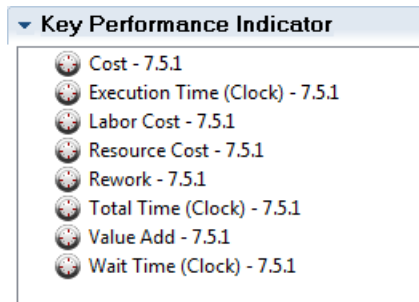 Key Performance Indicator
Cost - 7.5.1
Execution Time (Clock) - 7.5.1
Labor Cost - 7.5.1
Resource Cost - 7.5.1
Rework - 7.5.1
Total Time (Clock) - 7.5.1
Value Add - 7.5.1
Wait Time (Clock) - 7.5.1